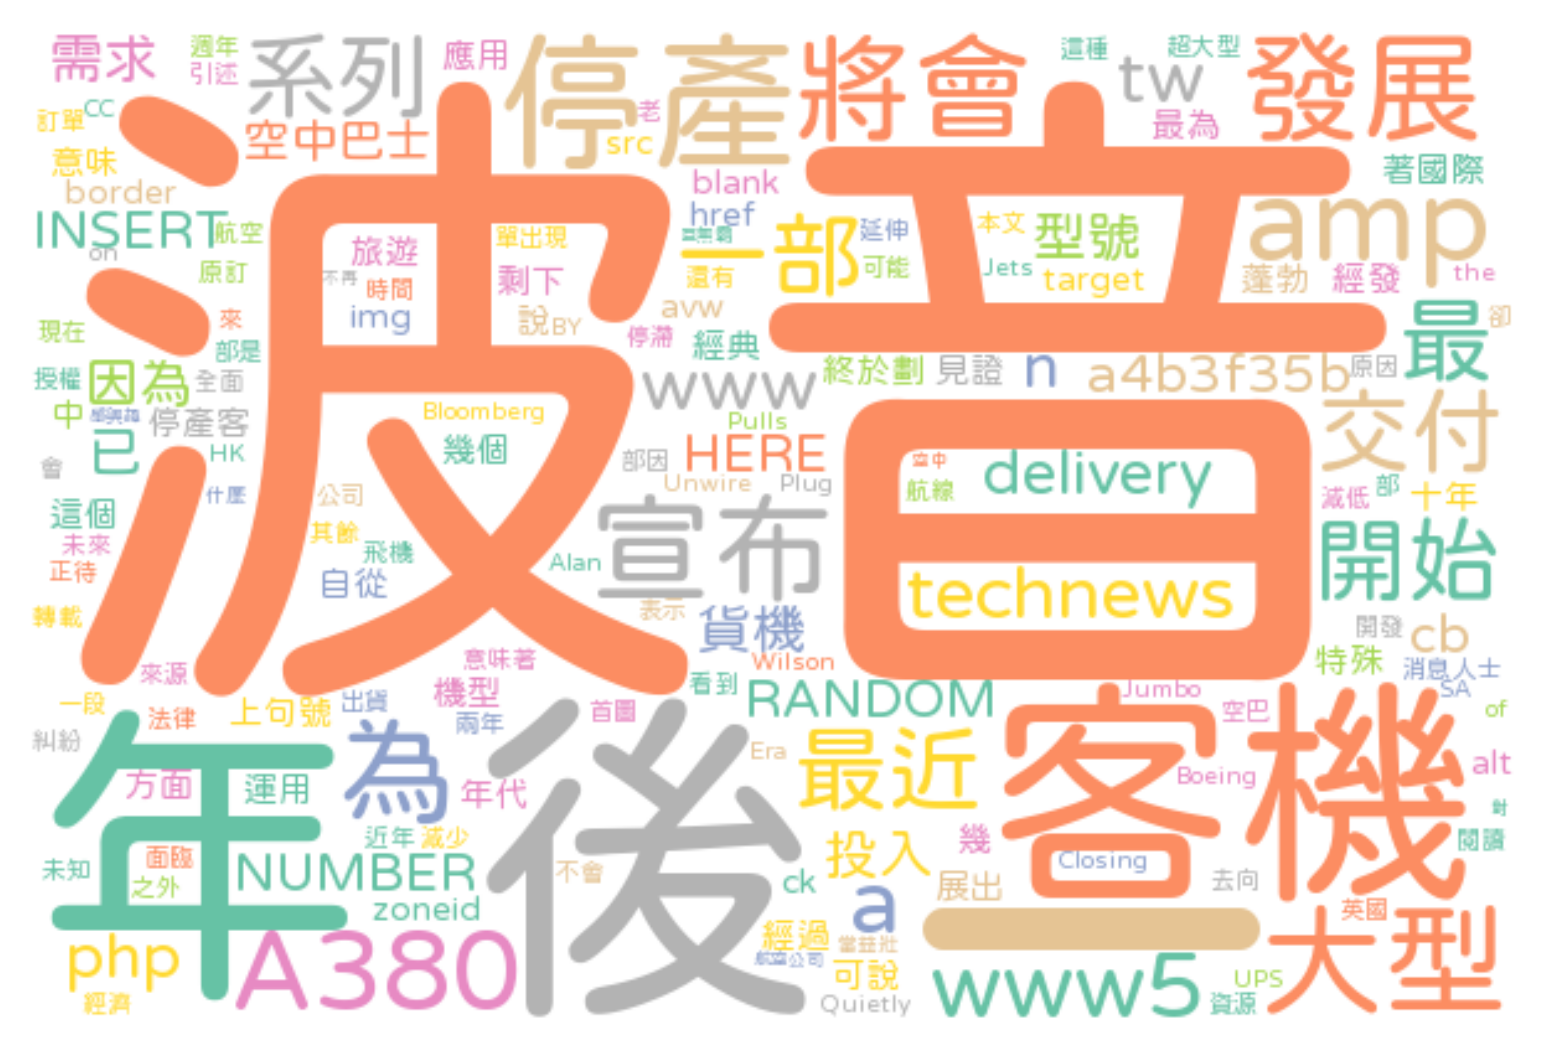 需求
週年
引述
系列
應用
停產
將會
這種
超大型
tw
發展
訂單
CC
空中巴士
老
src
最為
意味
border
blank
著國際
INSERT
航空
on
旅遊
單出現
href
一部
延伸
本文
型號
amp
原訂
不再
時間
剩下
還有
可能
Jets
target
蓬勃
經發
the
波音
現在
來
img
說
BY
avw
停滯
經典
最
卻
部是
授權
因為
全面
www
終於劃
見證
n
a4b3f35b
原因
中
停產客
Bloomberg
Pulls
交付
已
HK
幾個
部因
HERE
空中
delivery
會
什麼
公司
Unwire
Plug
航線
減低
部
十年
這個
其餘
宣布
開始
未來
飛機
Alan
正待
自從
technews
轉載
表示
貨機
開發
cb
意味著
Wilson
特殊
消息人士
來源
機型
看到
RANDOM
Jumbo
SA
一段
法律
上句號
出貨
兩年
首圖
空巴
of
糾紛
年
為
後
最近
Era
客機
alt
方面
運用
年代
Boeing
近年
減少
投入
幾
閱讀
未知
面臨
之外
NUMBER
不會
ck
Closing
zoneid
a
展出
去向
英國
php
A380
經過
當茲壯
一
大型
航空公司
可說
www5
UPS
經濟
Quietly
資源